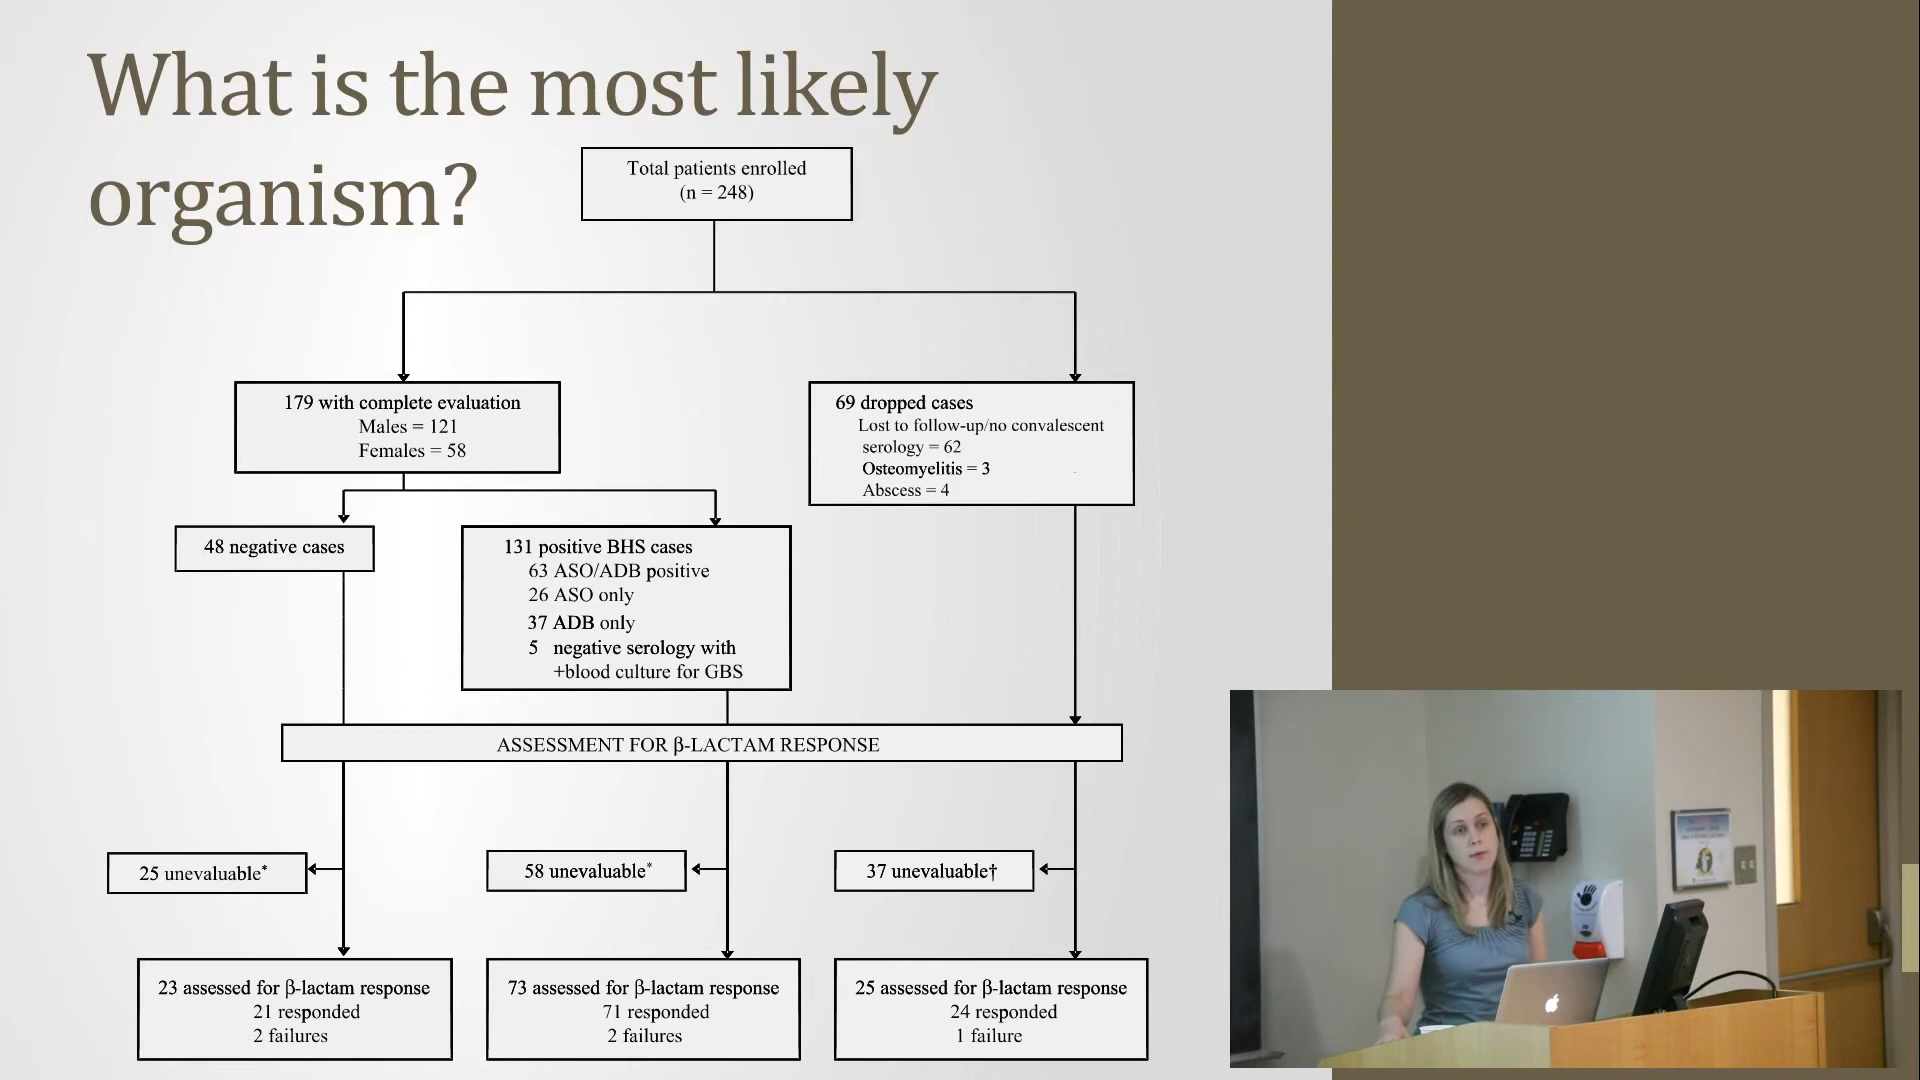 What is the most likely
organism?
Total patients enrolled
(n = 248)
179 with complete evaluation
Males = 121
Females = 58
69 dropped cases
Lost to follow-up/no convalescent
serology = 62
Osteomyelitis = 3
Abscess = 4
48 negative cases
131 positive BHS cases
63 ASO/ADB positive
26 ASO only
37 ADB only
5 negative serology with
+blood culture for GBS
ASSESSMENT FOR β-LACTAM RESPONSE
25 unevaluable*
58 unevaluable*
37 unevaluable†
23 assessed for β-lactam response
21 responded
2 failures
73 assessed for β-lactam response
71 responded
2 failures
25 assessed for β-lactam response
24 responded
1 failure